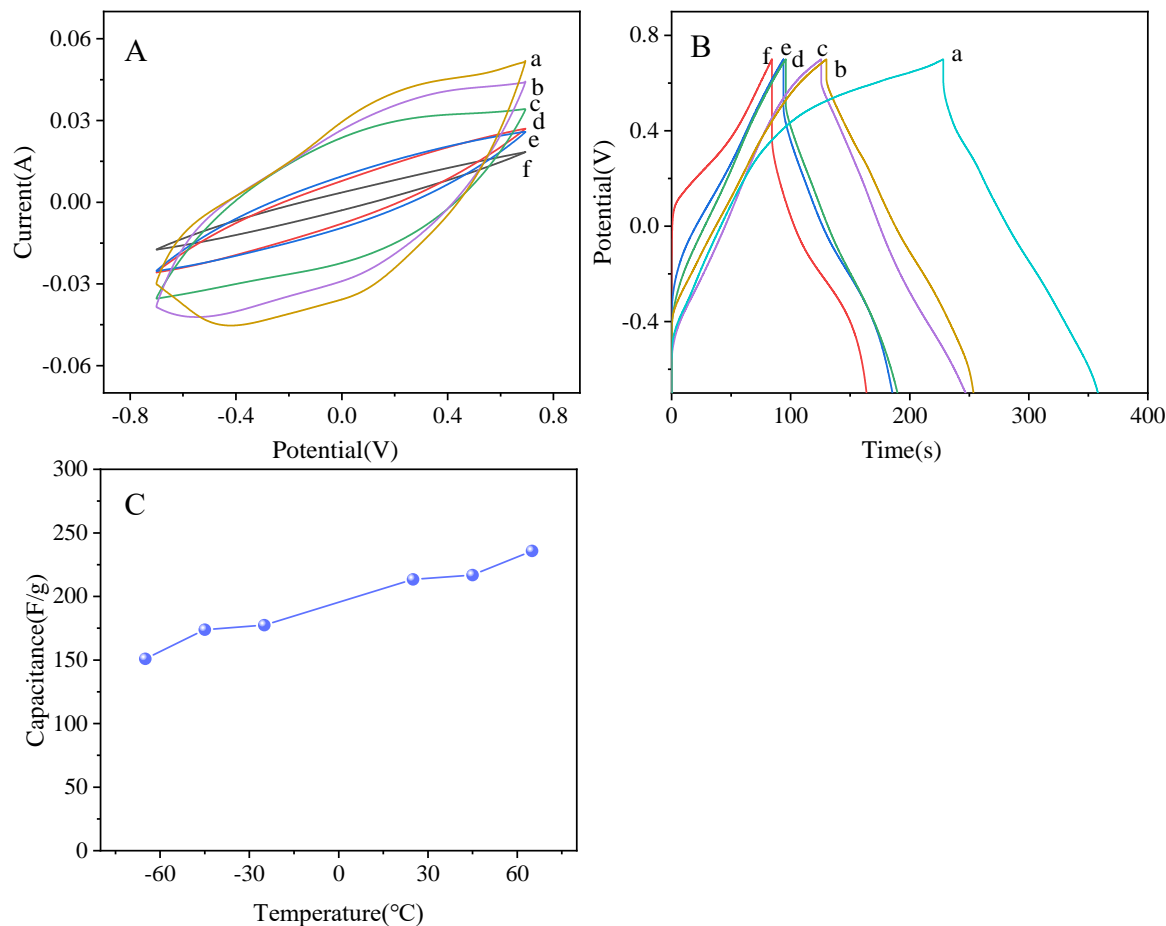 A
0.06
0.03
0.00
-0.03
-0.06
Current(A)
a
b
c
d
e
f
-0.8
-0.4
0.0
0.4
0.8
Potential(V)
B
0.8
0.4
0.0
-0.4
Potential(V)
f
e
d
c
b
a
0
100
200
300
400
Time(s)
C
300
250
200
150
100
50
0
Capacitance(F/g)
-60
-30
0
30
60
Temperature(℃)